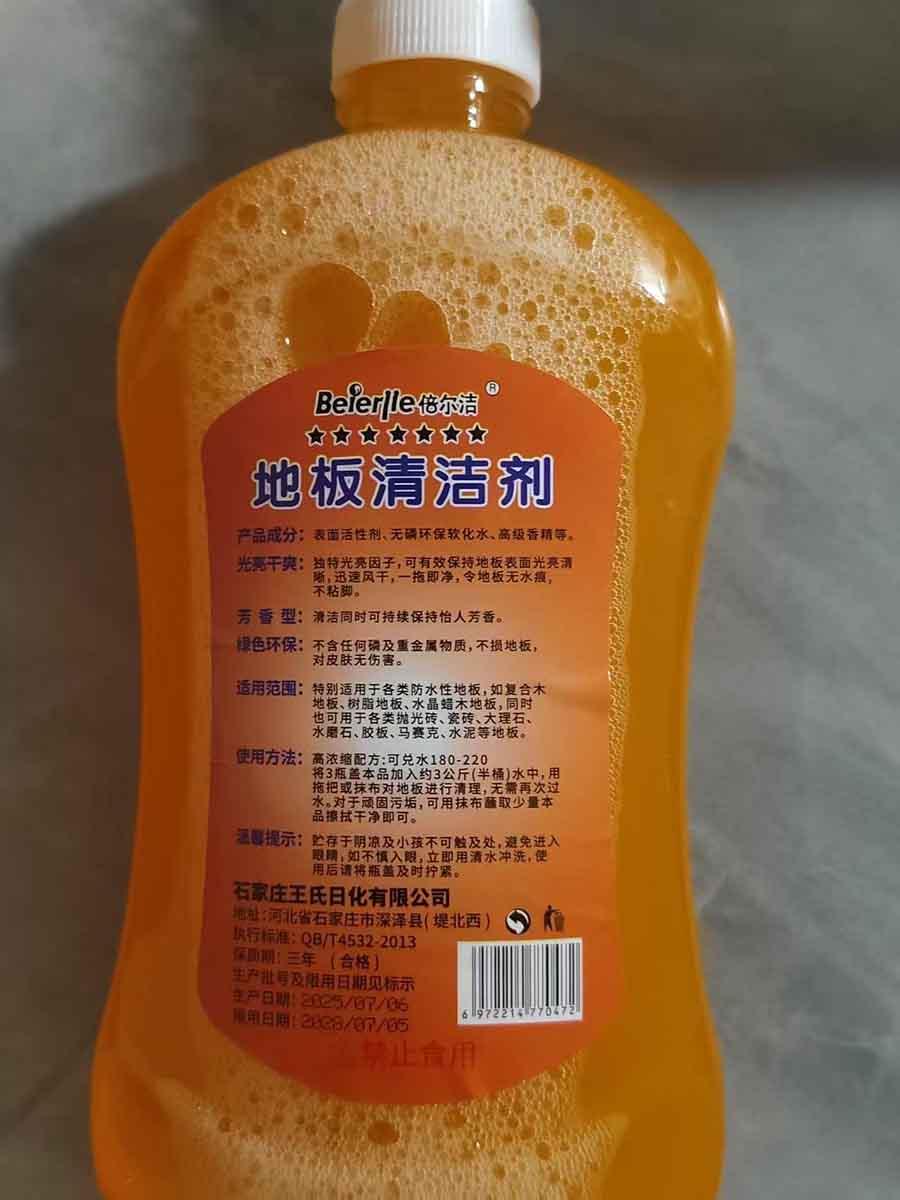 Beierlle倍尔洁®
★★★★★★★
地板清洁剂
产品成分：表面活性剂、无磷环保软化水、高级香精等。
光亮干爽：独特光亮因子，可有效保持地板表面光亮清
晰，迅速风干，一拖即净，令地板无水痕，
不粘脚。
芳香型：清洁同时可持续保持怡人芳香。
绿色环保：不含任何磷及重金属物质，不损地板，
对皮肤无伤害。
适用范围：特别适用于各类防水性地板，如复合木
地板、树脂地板、水晶蜡木地板，同时
也可用于各类抛光砖、瓷砖、大理石、
水磨石、胶板、马赛克、水泥等地板。
使用方法：高浓缩配方：可兑水180-220
将3瓶盖本品加入约3公斤(半桶)水中，用
拖把或抹布对地板进行清理，无需再次过
水。对于顽固污垢，可用抹布蘸取少量本
品擦拭干净即可。
温馨提示：贮存于阴凉及小孩不可触及处，避免进入
眼睛，如不慎入眼，立即用清水冲洗，使
用后请将瓶盖及时拧紧。
石家庄王氏日化有限公司
地址：河北省石家庄市深泽县(堤北西)
执行标准：QB/T4532-2013
保质期：三年 (合格)
生产批号及限用日期见标示
生产日期：2025/07/06
限用日期：2028/07/05
6 972214 770472
禁止食用